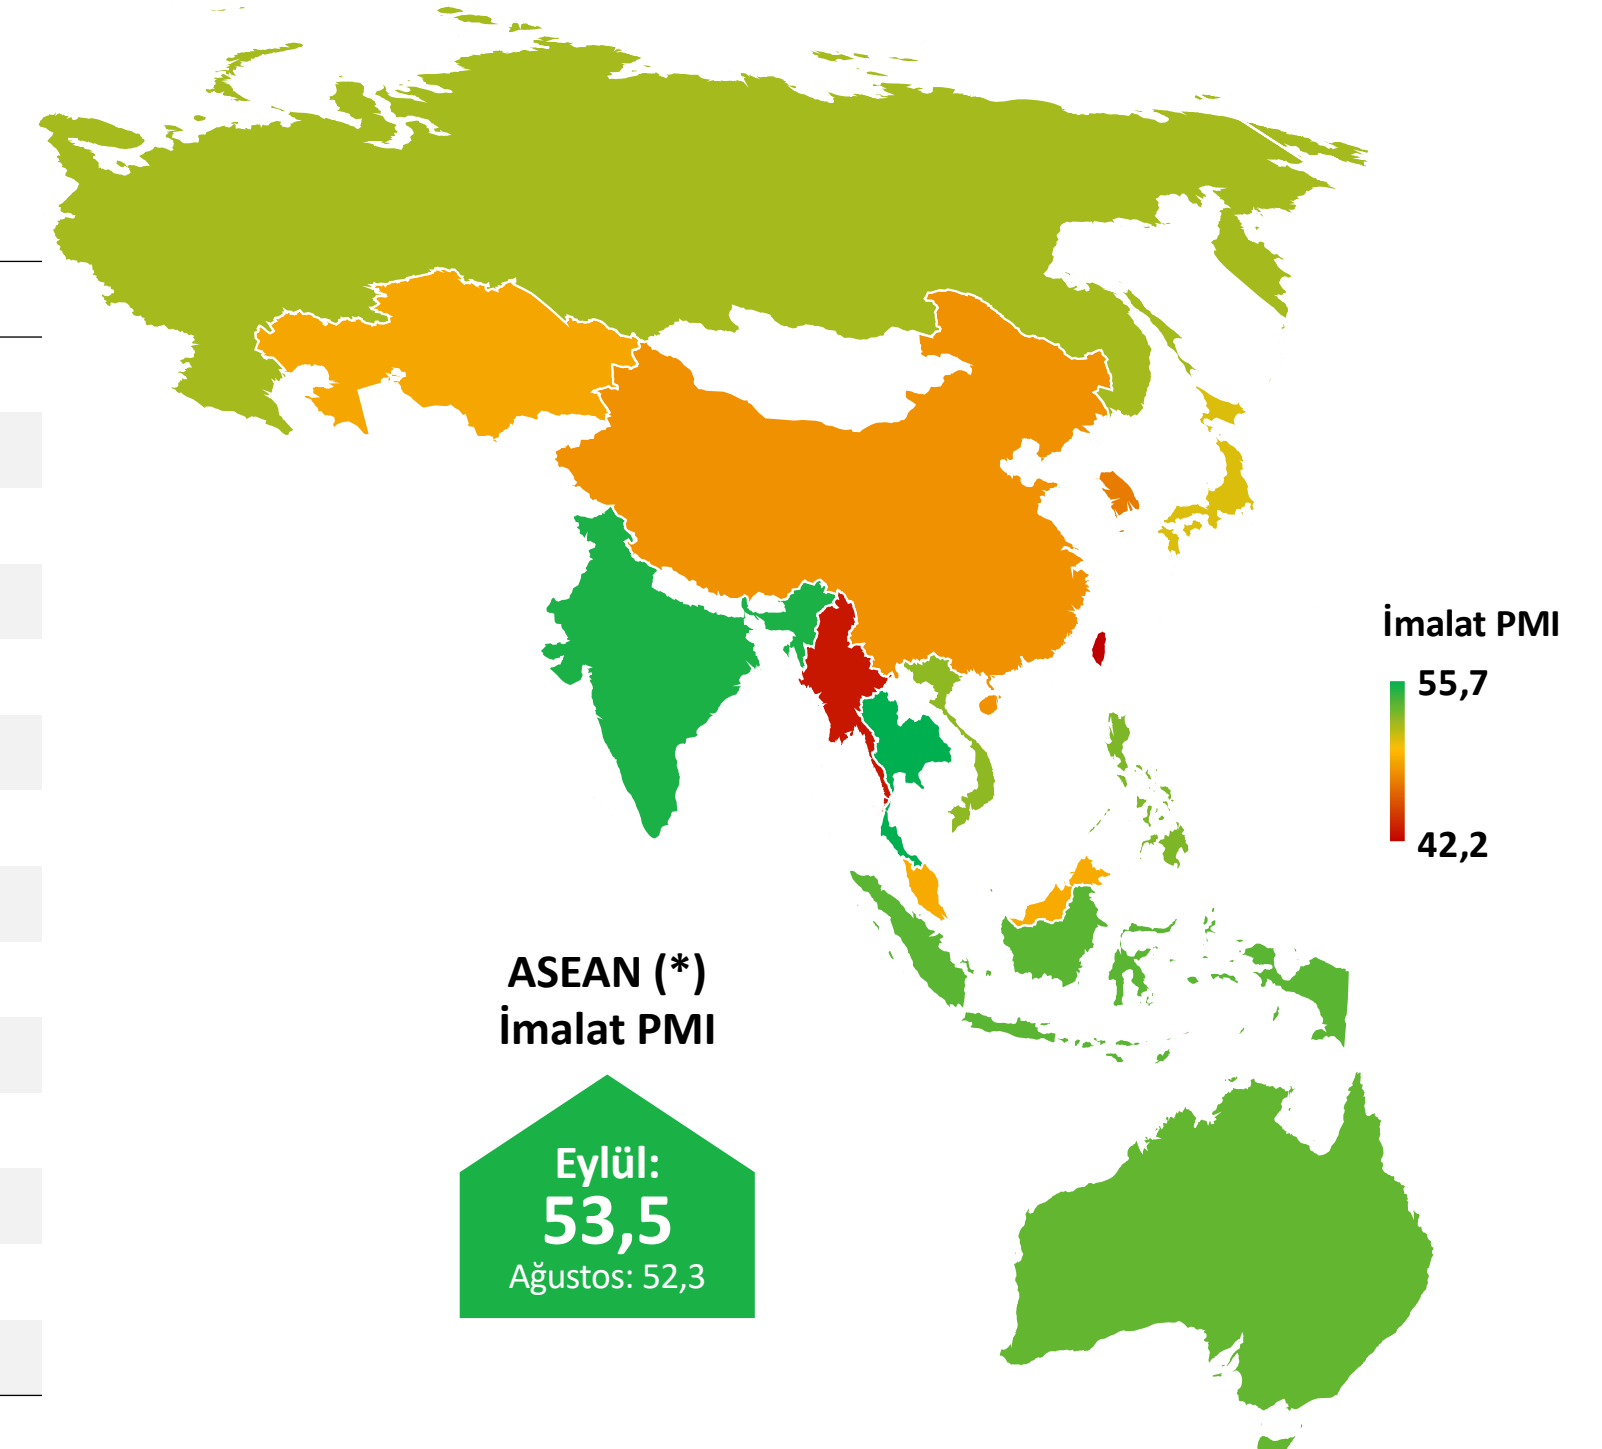 İmalat PMI
55,7
42,2
ASEAN (*)
İmalat PMI
Eylül:
53,5
Ağustos: 52,3